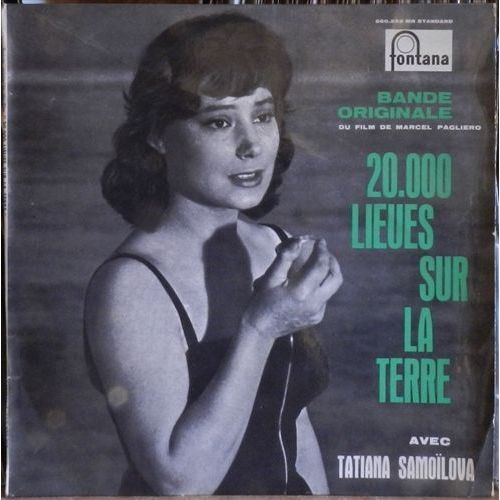 660.253 MR STANDARD
fontana
BANDE
ORIGINALE
DU FILM DE MARCEL PAGLIERO
20.000
LIEUES
SUR
LA
TERRE
AVEC
TATIANA SAMOÏLOVA